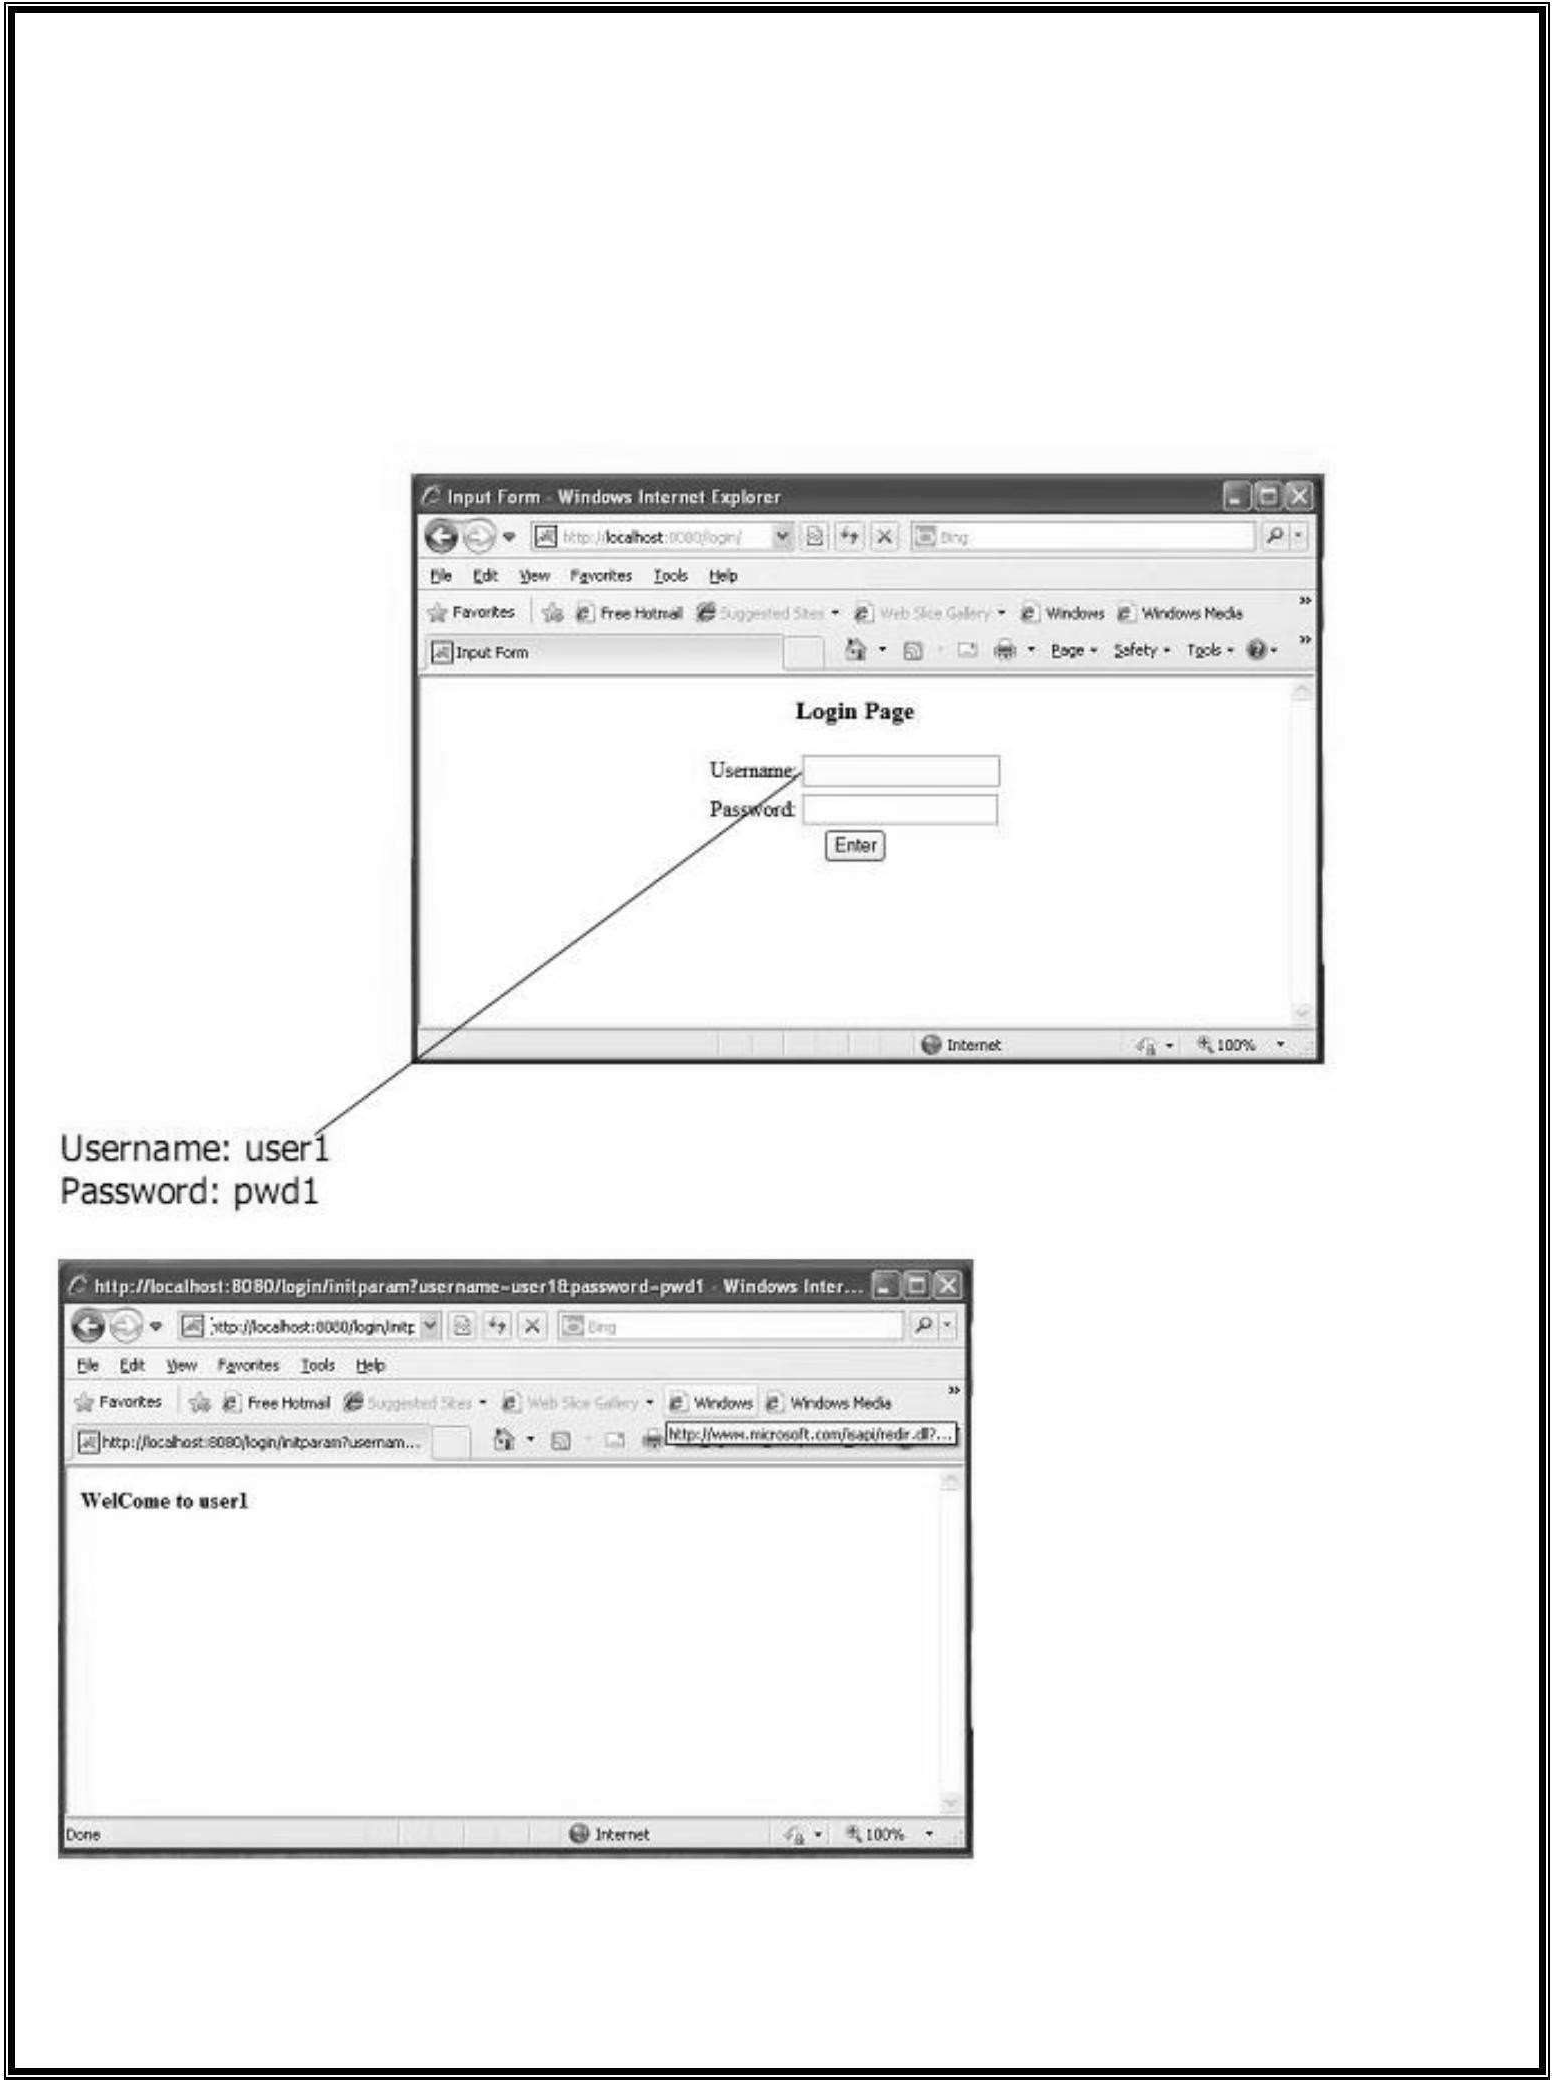 Input Form - Windows Internet Explorer
http://localhost:8080/login/
Bing
File Edit View Favorites Tools Help
Favorites Free Hotmail Suggested Sites Web Slice Gallery Windows Windows Media »
Input Form Page Safety Tools »
Login Page
Username:
Password:
Enter
Internet 100%
Username: user1
Password: pwd1
http://localhost:8080/login/initparam?username=user1&password=pwd1 - Windows Inter...
http://localhost:8080/login/initp
Bing
File Edit View Favorites Tools Help
Favorites Free Hotmail Suggested Sites Web Slice Gallery Windows Windows Media »
http://localhost:8080/login/initparam?usernam... http://www.microsoft.com/isapi/redir.dll?...
WelCome to user1
Done Internet 100%